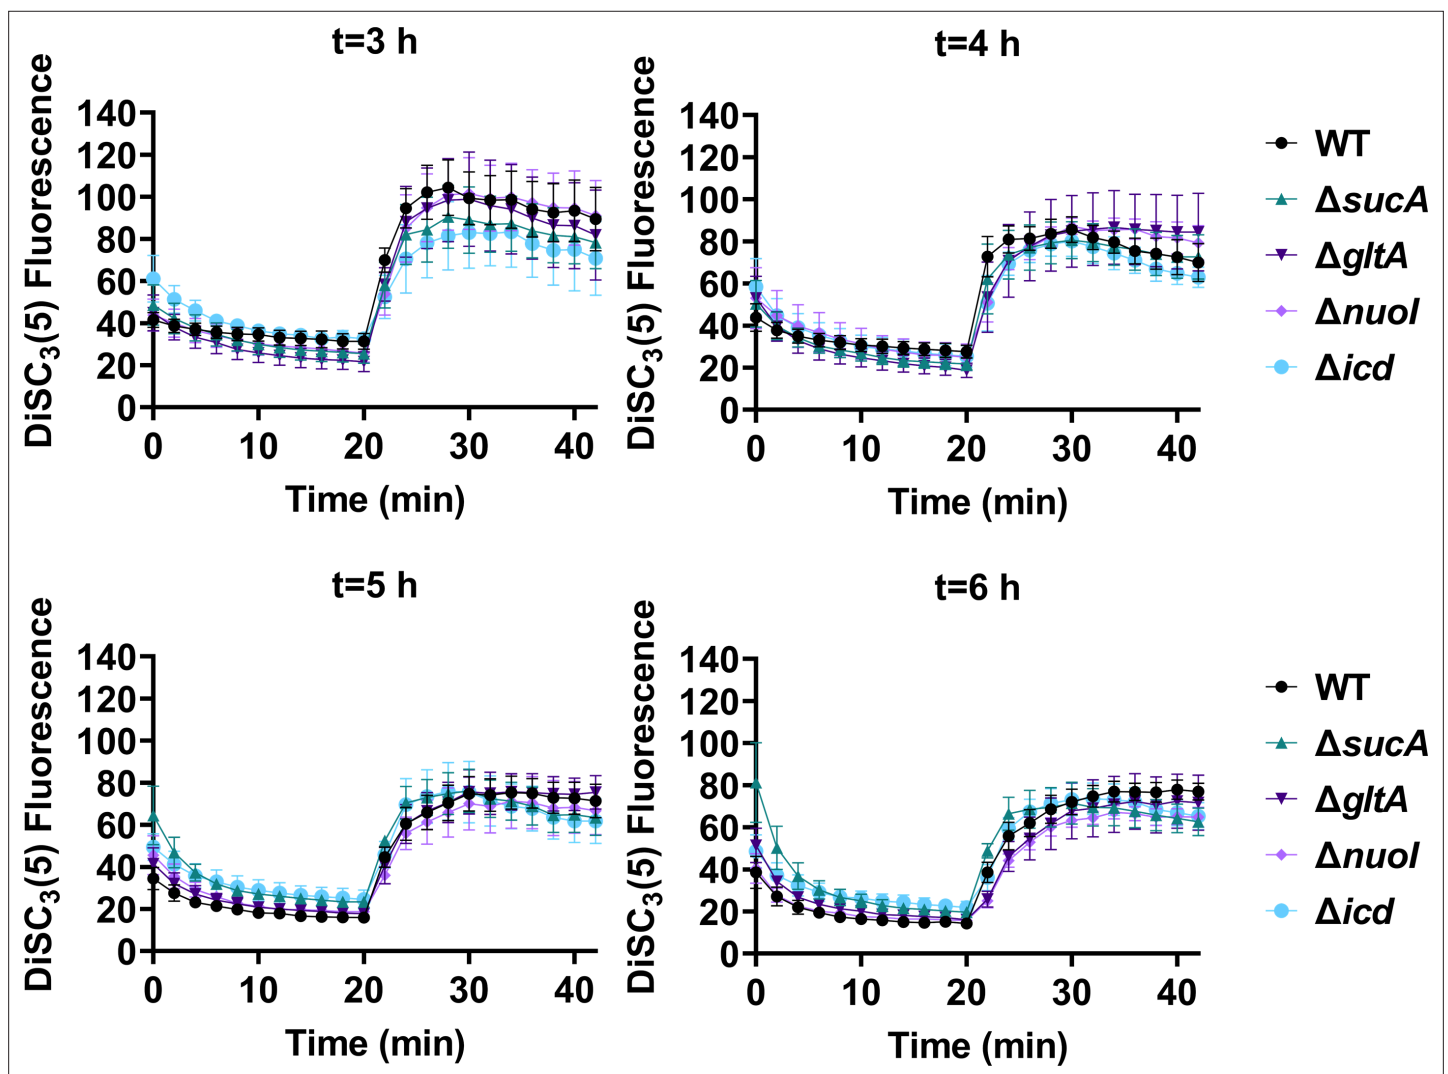 t=3 h
DiSC₃(5) Fluorescence
140
120
100
80
60
40
20
0
0 10 20 30 40
Time (min)
t=4 h
DiSC₃(5) Fluorescence
140
120
100
80
60
40
20
0
0 10 20 30 40
Time (min)
WT
ΔsucA
ΔgltA
ΔnuoI
Δicd
t=5 h
DiSC₃(5) Fluorescence
140
120
100
80
60
40
20
0
0 10 20 30 40
Time (min)
t=6 h
DiSC₃(5) Fluorescence
140
120
100
80
60
40
20
0
0 10 20 30 40
Time (min)
WT
ΔsucA
ΔgltA
ΔnuoI
Δicd